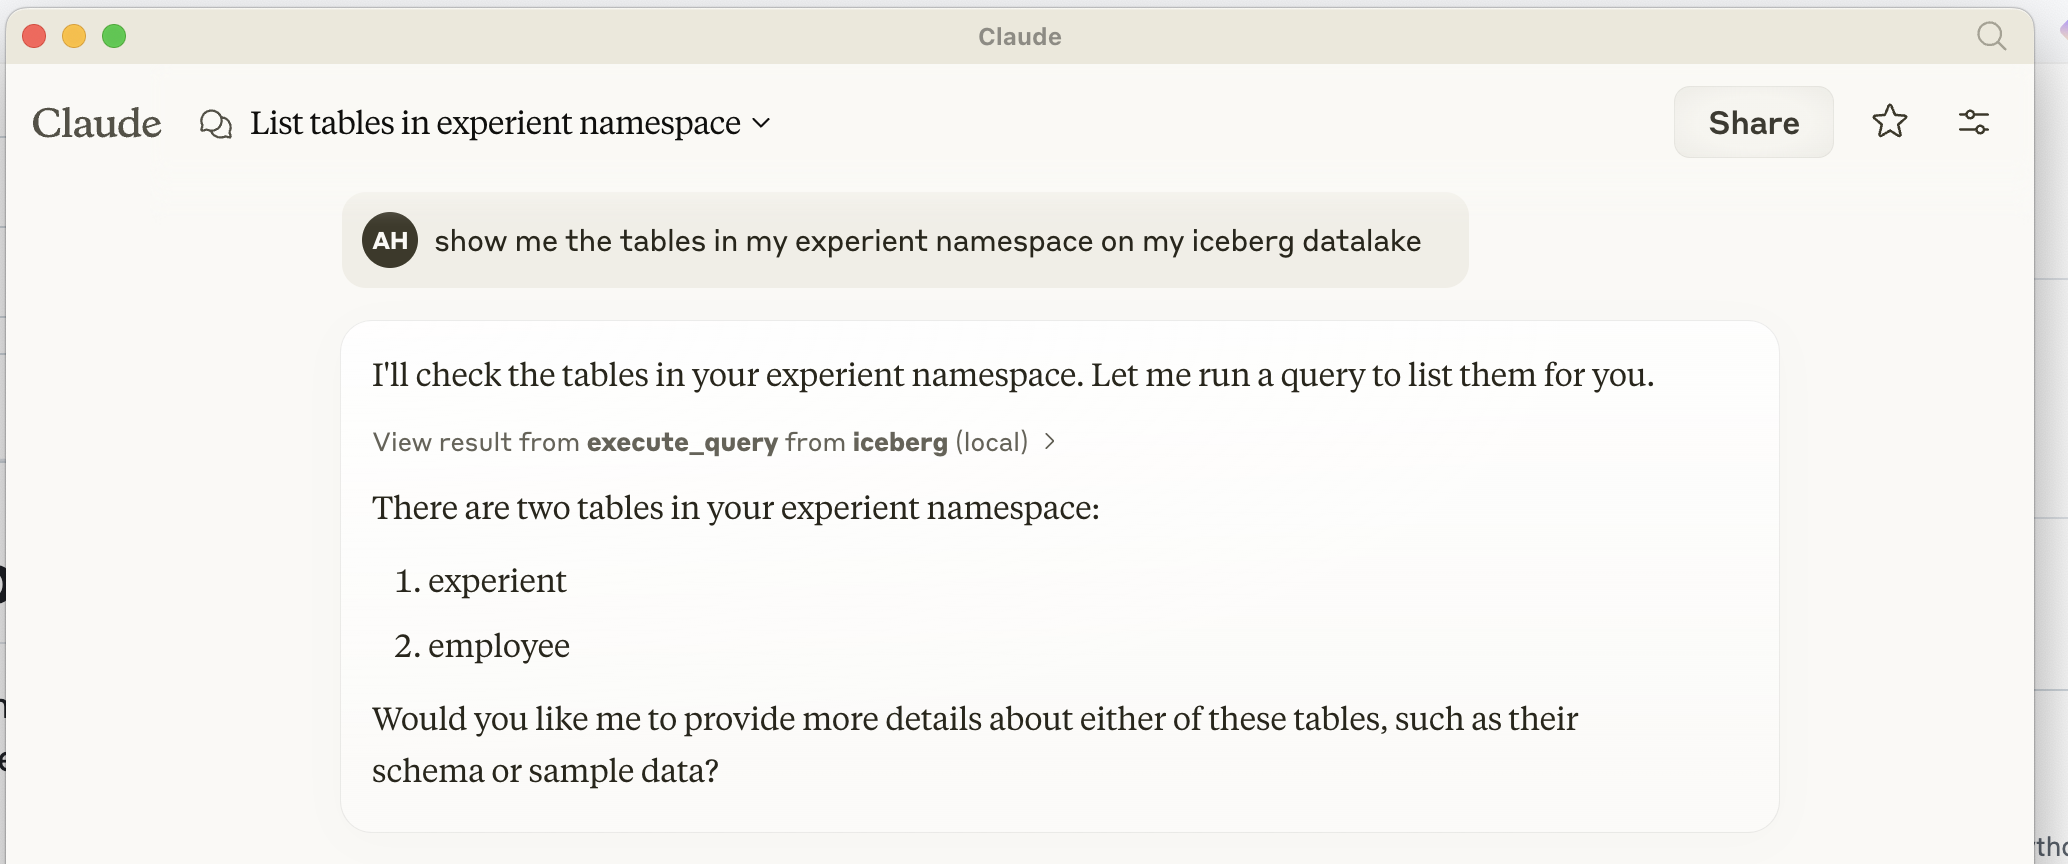 Claude
Claude
List tables in experient namespace
Share
AH
show me the tables in my experient namespace on my iceberg datalake
I'll check the tables in your experient namespace. Let me run a query to list them for you.
View result from execute_query from iceberg (local)
There are two tables in your experient namespace:
1. experient
2. employee
Would you like me to provide more details about either of these tables, such as their
schema or sample data?